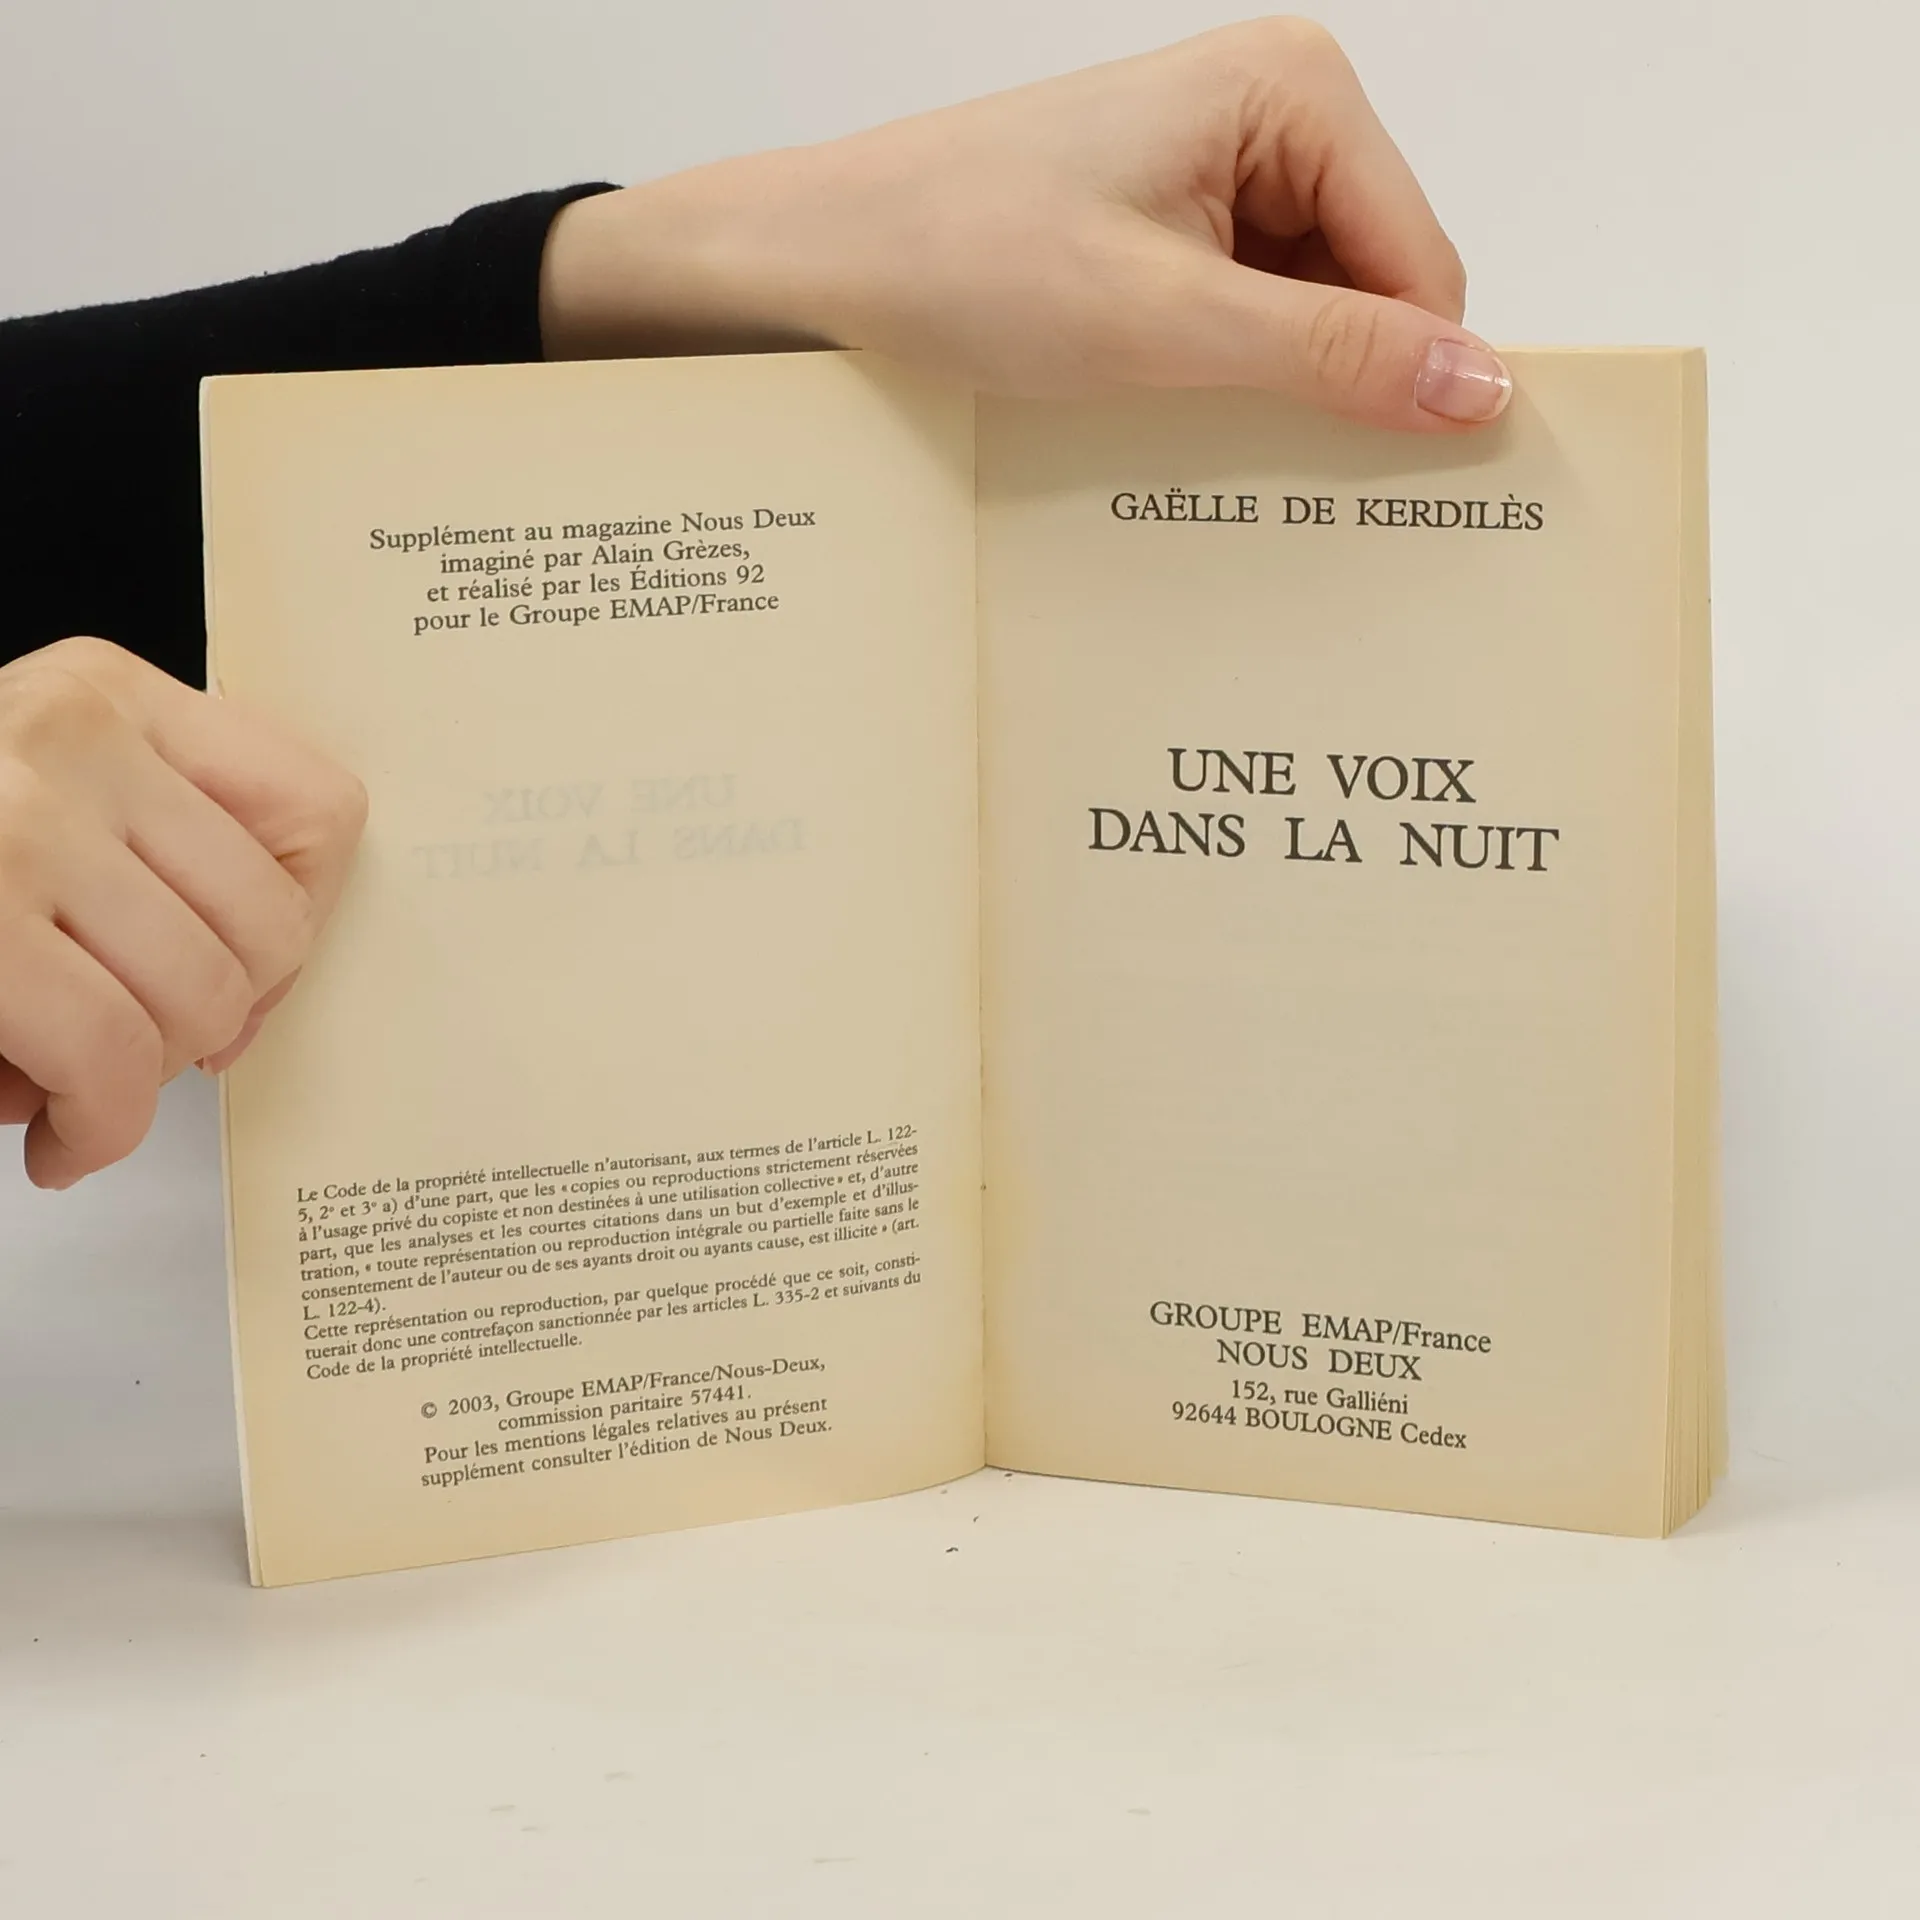 Supplément au magazine Nous Deux
imaginé par Alain Grèzes,
et réalisé par les Éditions 92
pour le Groupe EMAP/France
Le Code de la propriété intellectuelle n'autorisant, aux termes de l'article L. 122-
5, 2° et 3° a) d'une part, que les « copies ou reproductions strictement réservées
à l'usage privé du copiste et non destinées à une utilisation collective » et, d'autre
part, que les analyses et les courtes citations dans un but d'exemple et d'illus-
tration, « toute représentation ou reproduction intégrale ou partielle faite sans le
consentement de l'auteur ou de ses ayants droit ou ayants cause, est illicite » (art.
L. 122-4).
Cette représentation ou reproduction, par quelque procédé que ce soit, consti-
tuerait donc une contrefaçon sanctionnée par les articles L. 335-2 et suivants du
Code de la propriété intellectuelle.
© 2003, Groupe EMAP/France/Nous-Deux,
commission paritaire 57441.
Pour les mentions légales relatives au présent
supplément consulter l'édition de Nous Deux.
GAËLLE DE KERDILÈS
UNE VOIX
DANS LA NUIT
GROUPE EMAP/France
NOUS DEUX
152, rue Galliéni
92644 BOULOGNE Cedex